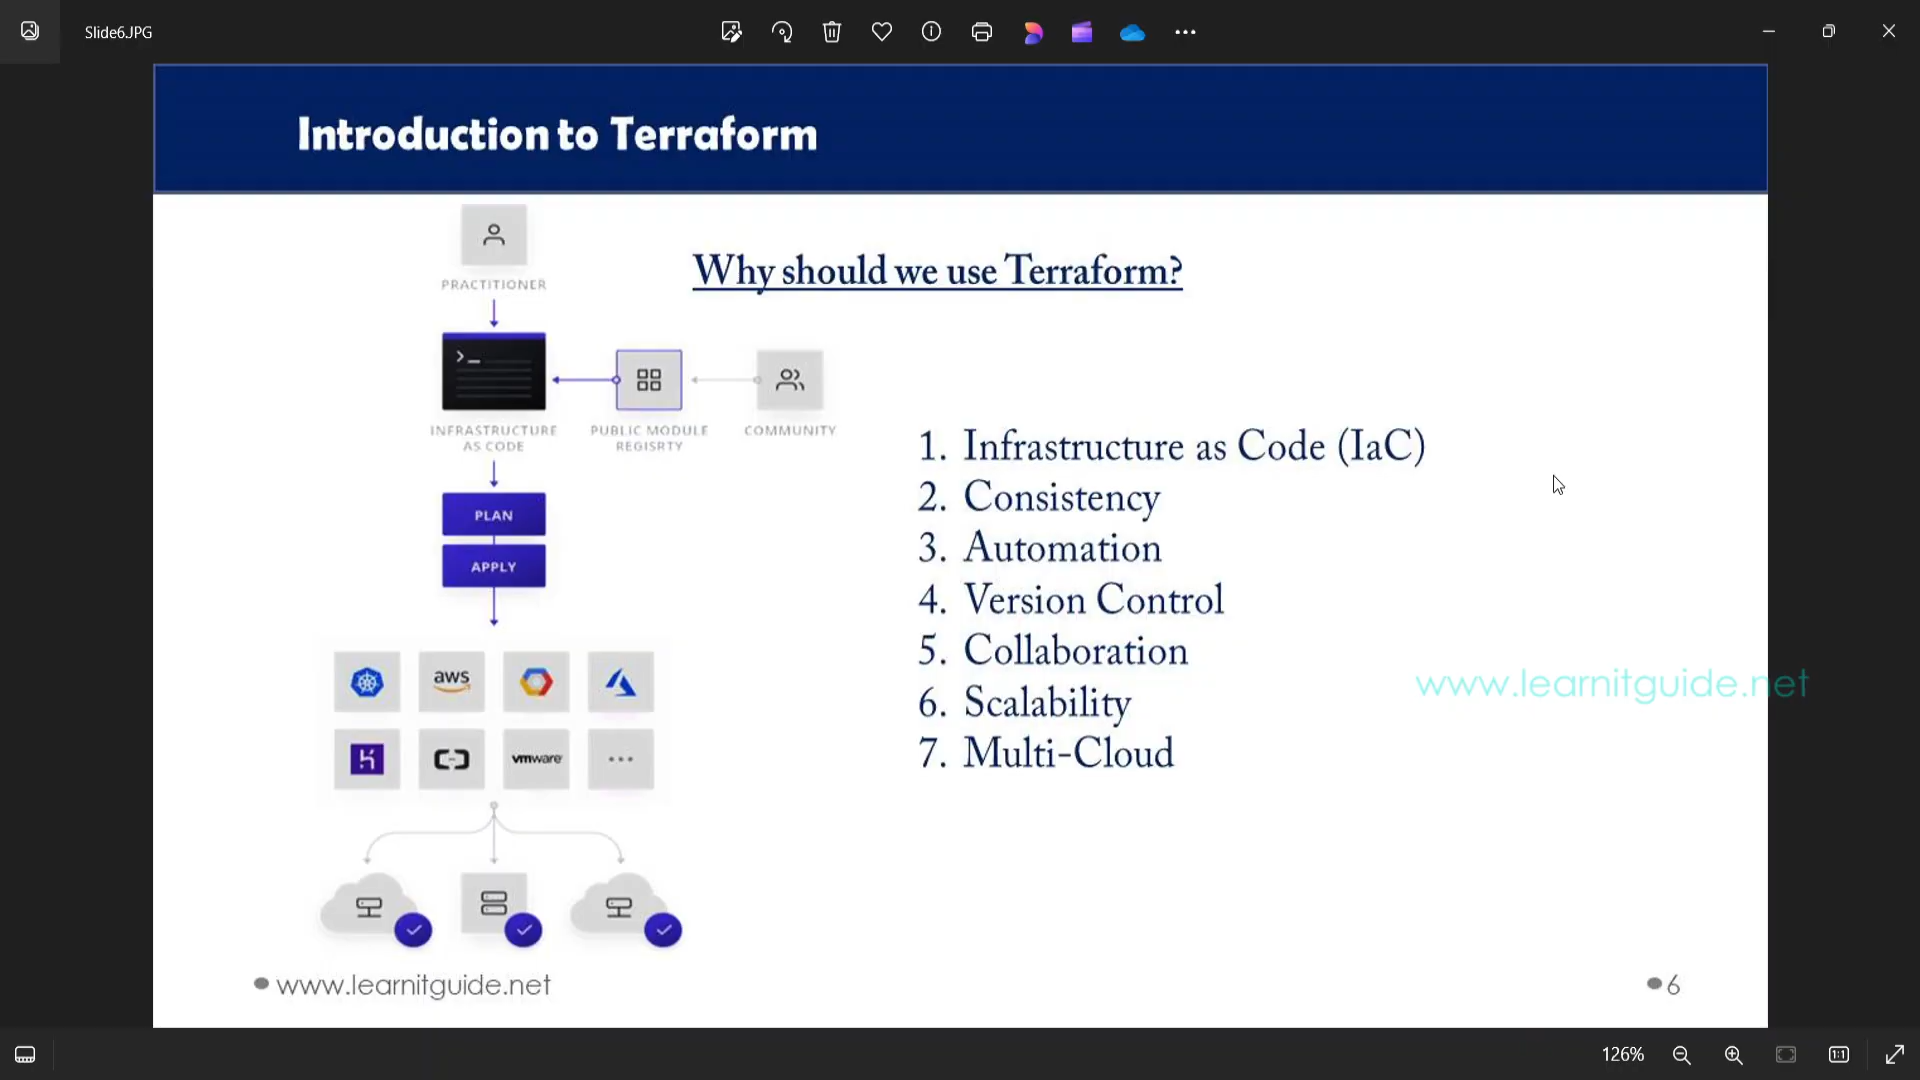 Slide6.JPG
Introduction to Terraform
PRACTITIONER
Why should we use Terraform?
INFRASTRUCTURE
AS CODE
PUBLIC MODULE
REGISRTY
COMMUNITY
PLAN
APPLY
aws
vmware
1. Infrastructure as Code (IaC)
2. Consistency
3. Automation
4. Version Control
5. Collaboration
6. Scalability
7. Multi-Cloud
www.learnitguide.net
www.learnitguide.net
6
126%
1:1